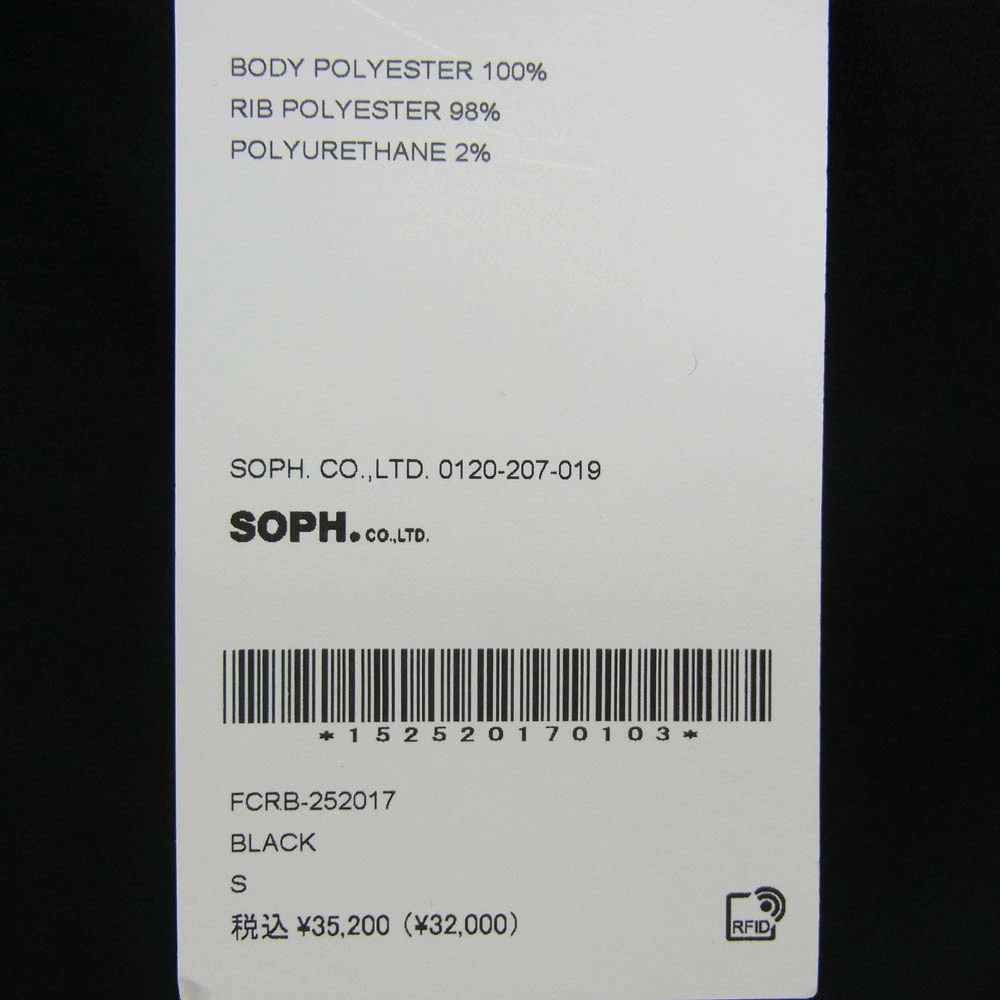 BODY POLYESTER 100%
RIB POLYESTER 98%
POLYURETHANE 2%
SOPH. CO.,LTD. 0120-207-019
SOPH. CO.,LTD.
*152520170103*
FCRB-252017
BLACK
S
税込 ¥35,200 (¥32,000)
RFID